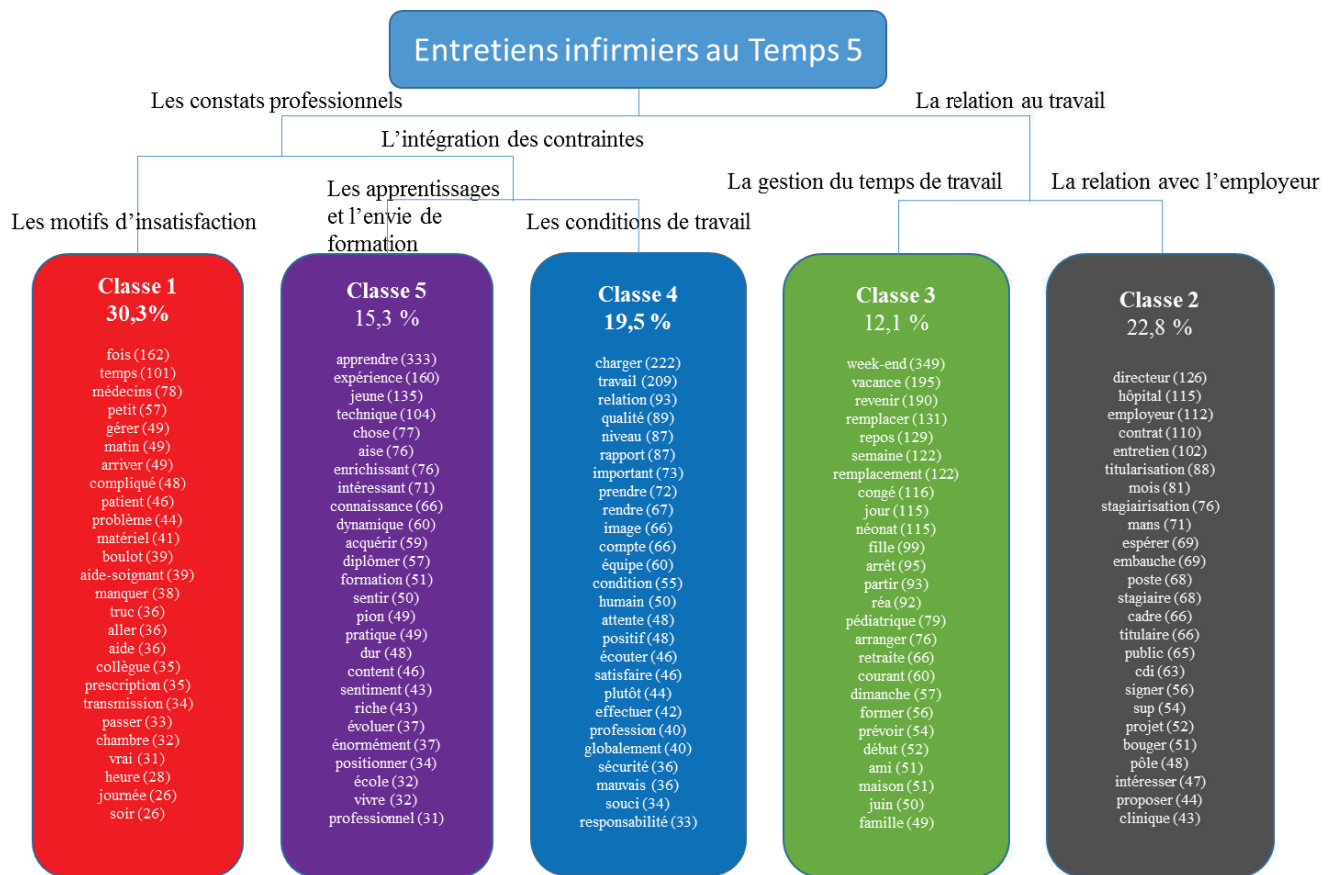 Entretiens infirmiers au Temps 5
Les constats professionnels
La relation au travail
L'intégration des contraintes
Les motifs d'insatisfaction
Les apprentissages
et l'envie de
formation
Les conditions de travail
La gestion du temps de travail
La relation avec l'employeur
Classe 1
30,3%
fois (162)
temps (101)
médecins (78)
petit (57)
gérer (49)
matin (49)
arriver (49)
compliqué (48)
patient (46)
problème (44)
matériel (41)
boulot (39)
aide-soignant (39)
manquer (38)
truc (36)
aller (36)
aide (36)
collègue (35)
prescription (35)
transmission (34)
passer (33)
chambre (32)
vrai (31)
heure (28)
journée (26)
soir (26)
Classe 5
15,3 %
apprendre (333)
expérience (160)
jeune (135)
technique (104)
chose (77)
aise (76)
enrichissant (76)
intéressant (71)
connaissance (66)
dynamique (60)
acquérir (59)
diplômer (57)
formation (51)
sentir (50)
pion (49)
pratique (49)
dur (48)
content (46)
sentiment (43)
riche (43)
évoluer (37)
énormément (37)
positionner (34)
école (32)
vivre (32)
professionnel (31)
Classe 4
19,5 %
charger (222)
travail (209)
relation (93)
qualité (89)
niveau (87)
rapport (87)
important (73)
prendre (72)
rendre (67)
image (66)
compte (66)
équipe (60)
condition (55)
humain (50)
attente (48)
positif (48)
écouter (46)
satisfaire (46)
plutôt (44)
effectuer (42)
profession (40)
globalement (40)
sécurité (36)
mauvais (36)
souci (34)
responsabilité (33)
Classe 3
12,1 %
week-end (349)
vacance (195)
revenir (190)
remplacer (131)
repos (129)
semaine (122)
remplacement (122)
congé (116)
jour (115)
néonat (115)
fille (99)
arrêt (95)
partir (93)
réa (92)
pédiatrique (79)
arranger (76)
retraite (66)
courant (60)
dimanche (57)
former (56)
prévoir (54)
début (52)
ami (51)
maison (51)
juin (50)
famille (49)
Classe 2
22,8 %
directeur (126)
hôpital (115)
employeur (112)
contrat (110)
entretien (102)
titularisation (88)
mois (81)
stagiairisation (76)
mans (71)
espérer (69)
embauche (69)
poste (68)
stagiaire (68)
cadre (66)
titulaire (66)
public (65)
cdi (63)
signer (56)
sup (54)
projet (52)
bouger (51)
pôle (48)
intéresser (47)
proposer (44)
clinique (43)